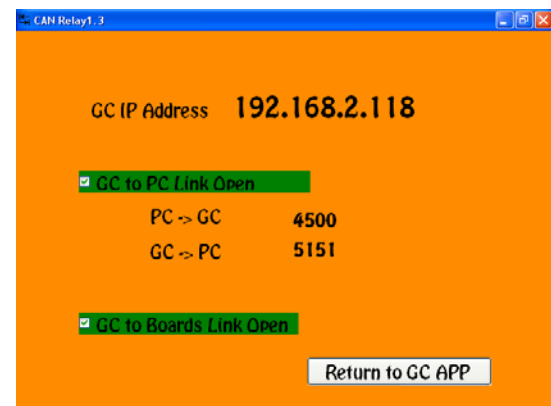 CAN Relay1.3
GC IP Address 192.168.2.118
GC to PC Link Open
PC -> GC 4500
GC -> PC 5151
GC to Boards Link Open
Return to GC APP